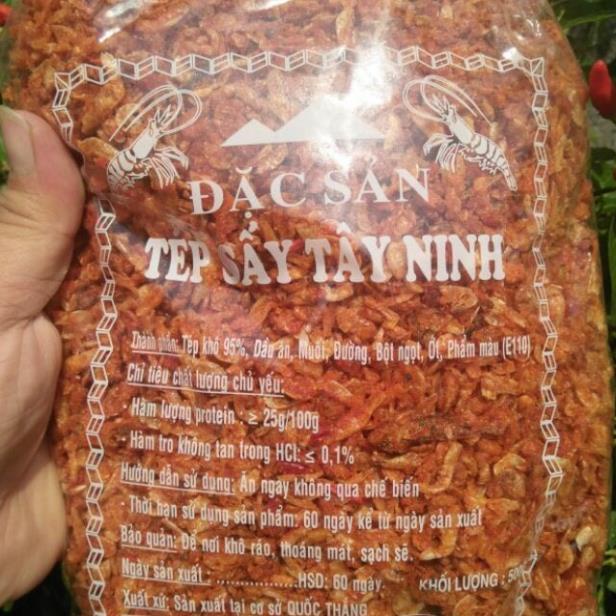 ĐẶC SẢN
TÉP SẤY TÂY NINH
Thành phần: Tép khô 95%, Dầu ăn, Muối, Đường, Bột ngọt, Ớt, Phẩm màu (E110)
Chỉ tiêu chất lượng chủ yếu:
- Hàm lượng protein : ≥ 25g/100g
- Hàm tro không tan trong HCl: ≤ 0,1%
Hướng dẫn sử dụng: Ăn ngay không qua chế biến
- Thời hạn sử dụng sản phẩm: 60 ngày kể từ ngày sản xuất
Bảo quản: Để nơi khô ráo, thoáng mát, sạch sẽ.
Ngày sản xuất - .................HSD: 60 ngày. KHỐI LƯỢNG :
Xuất xứ: Sản xuất tại cơ sở QUỐC THẮNG